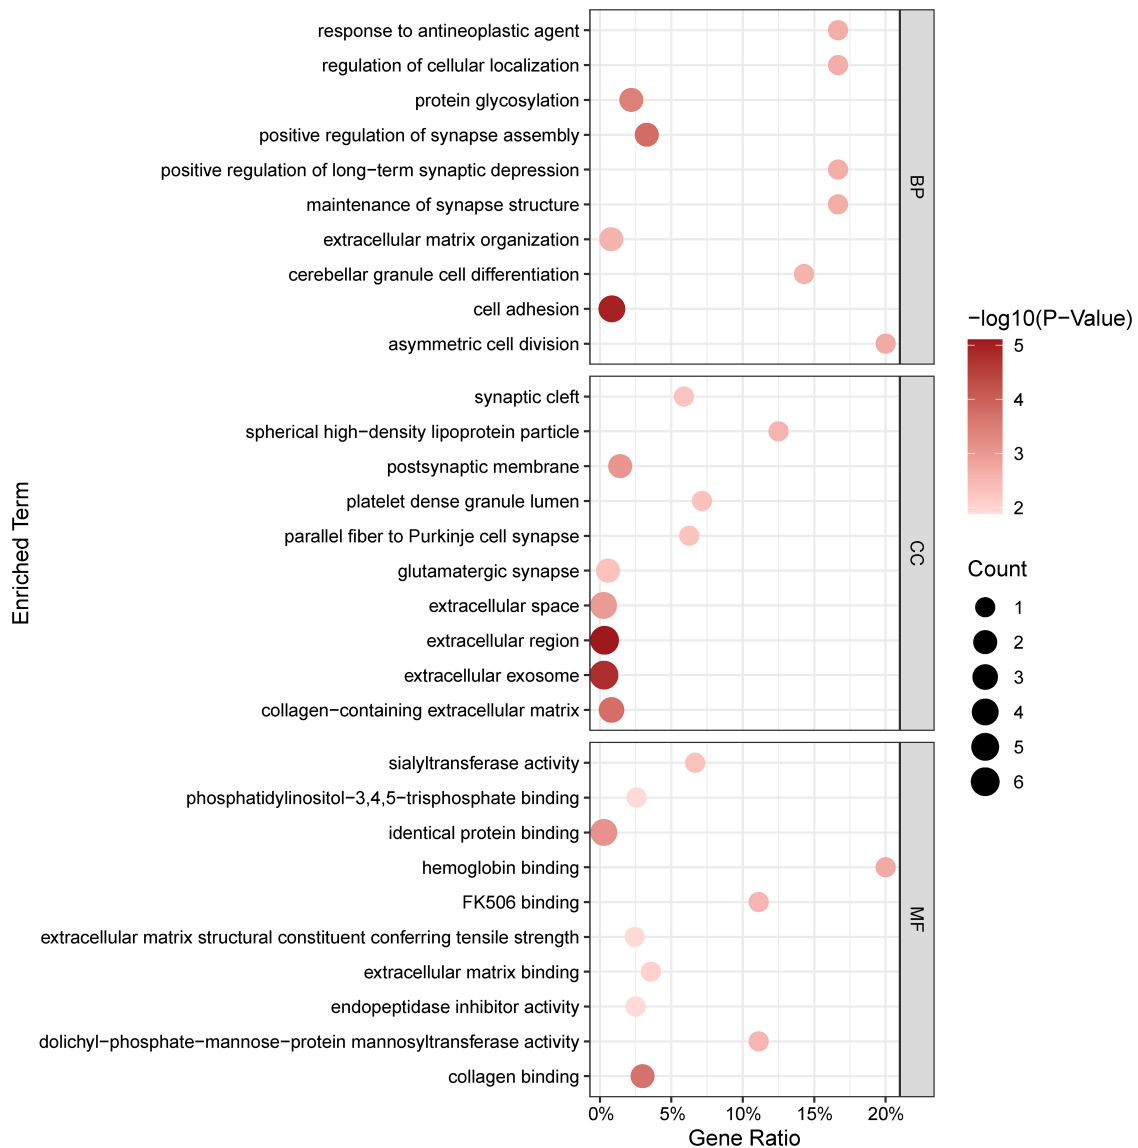 response to antineoplastic agent
regulation of cellular localization
protein glycosylation
positive regulation of synapse assembly
positive regulation of long−term synaptic depression
maintenance of synapse structure
extracellular matrix organization
cerebellar granule cell differentiation
cell adhesion
asymmetric cell division
BP
synaptic cleft
spherical high−density lipoprotein particle
postsynaptic membrane
platelet dense granule lumen
parallel fiber to Purkinje cell synapse
glutamatergic synapse
extracellular space
extracellular region
extracellular exosome
collagen−containing extracellular matrix
CC
sialyltransferase activity
phosphatidylinositol−3,4,5−trisphosphate binding
identical protein binding
hemoglobin binding
FK506 binding
extracellular matrix structural constituent conferring tensile strength
extracellular matrix binding
endopeptidase inhibitor activity
dolichyl−phosphate−mannose−protein mannosyltransferase activity
collagen binding
MF
0% 5% 10% 15% 20%
Gene Ratio
Enriched Term
−log10(P−Value)
5
4
3
2
Count
1
2
3
4
5
6